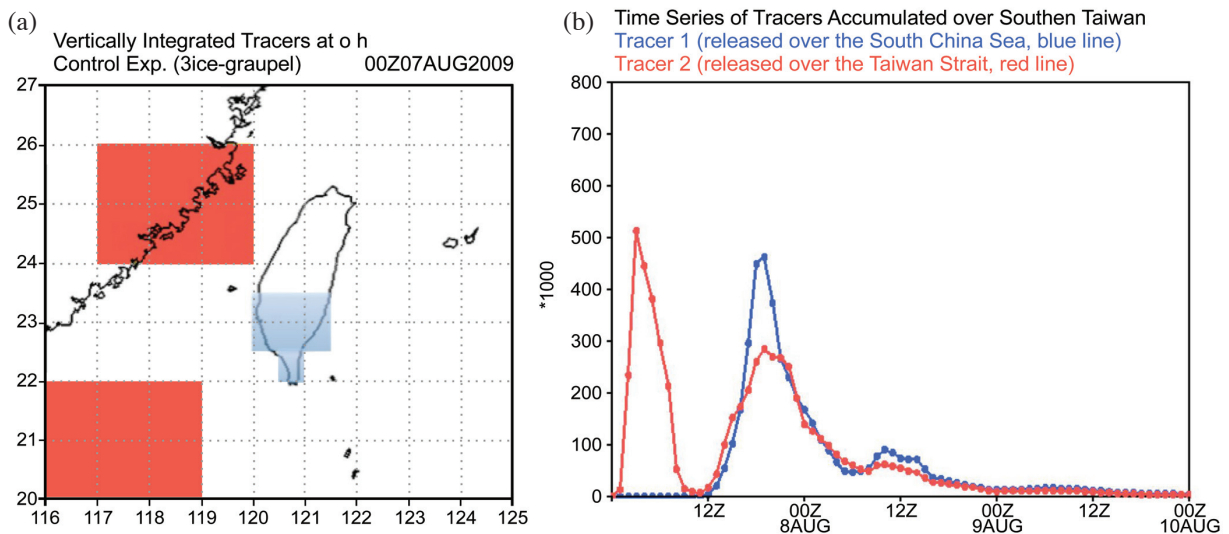 (a)
Vertically Integrated Tracers at o h
Control Exp. (3ice-graupel) 00Z07AUG2009
27
26
25
24
23
22
21
20
116 117 118 119 120 121 122 123 124 125
(b)
Time Series of Tracers Accumulated over Southen Taiwan
Tracer 1 (released over the South China Sea, blue line)
Tracer 2 (released over the Taiwan Strait, red line)
800
700
600
500
400
300
200
100
0
*1000
12Z 00Z 12Z 00Z 12Z 00Z
8AUG 9AUG 10AUG